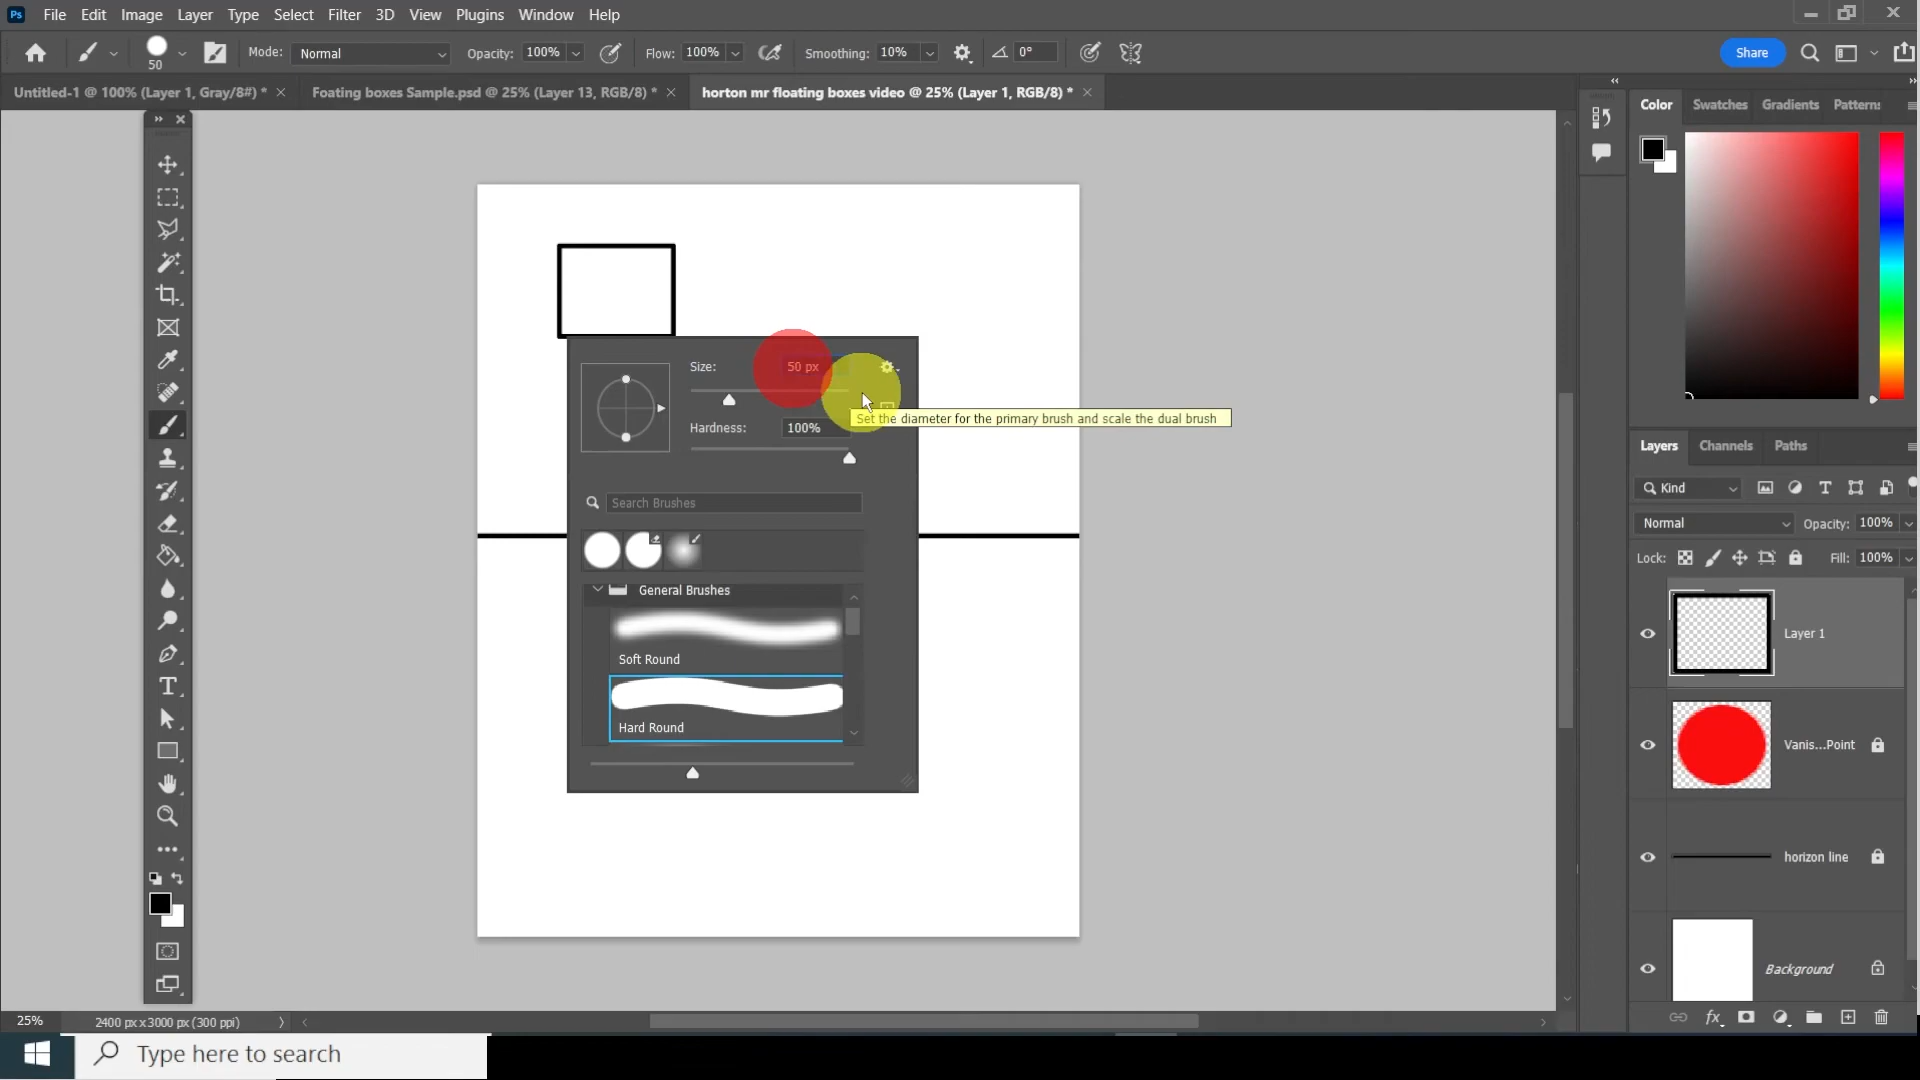 Ps File Edit Image Layer Type Select Filter 3D View Plugins Window Help
50 Mode: Normal Opacity: 100% Flow: 100% Smoothing: 10% 0° Share
Untitled-1 @ 100% (Layer 1, Gray/8#) * × Foating boxes Sample.psd @ 25% (Layer 13, RGB/8) * × horton mr floating boxes video @ 25% (Layer 1, RGB/8) * ×
Color Swatches Gradients Patterns
Size: 50 px
Set the diameter for the primary brush and scale the dual brush
Hardness: 100%
Search Brushes
General Brushes
Soft Round
Hard Round
Layers Channels Paths
Kind
Normal Opacity: 100%
Lock: Fill: 100%
Layer 1
Vanis...Point
horizon line
Background
25% 2400 px x 3000 px (300 ppi)
Type here to search